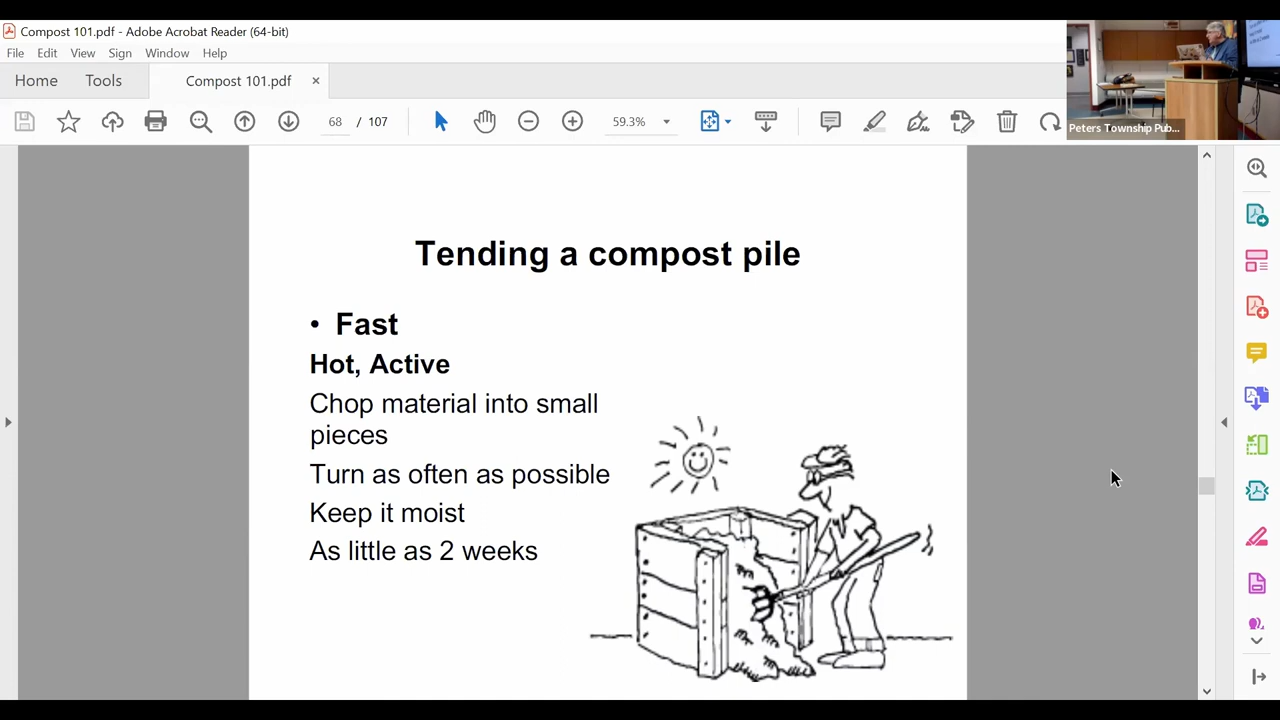 Compost 101.pdf - Adobe Acrobat Reader (64-bit)
File Edit View Sign Window Help
Home Tools Compost 101.pdf ×
68 / 107 59.3%
Peters Township Pub...
Tending a compost pile
• Fast
Hot, Active
Chop material into small
pieces
Turn as often as possible
Keep it moist
As little as 2 weeks